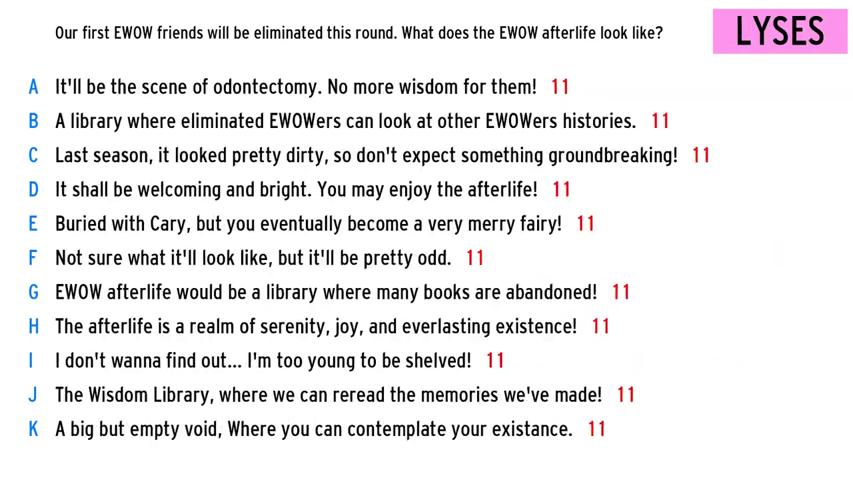 Our first EWOW friends will be eliminated this round. What does the EWOW afterlife look like?
LYSES
A It'll be the scene of odontectomy. No more wisdom for them! 11
B A library where eliminated EWOWers can look at other EWOWers histories. 11
C Last season, it looked pretty dirty, so don't expect something groundbreaking! 11
D It shall be welcoming and bright. You may enjoy the afterlife! 11
E Buried with Cary, but you eventually become a very merry fairy! 11
F Not sure what it'll look like, but it'll be pretty odd. 11
G EWOW afterlife would be a library where many books are abandoned! 11
H The afterlife is a realm of serenity, joy, and everlasting existence! 11
I I don't wanna find out... I'm too young to be shelved! 11
J The Wisdom Library, where we can reread the memories we've made! 11
K A big but empty void, Where you can contemplate your existance. 11